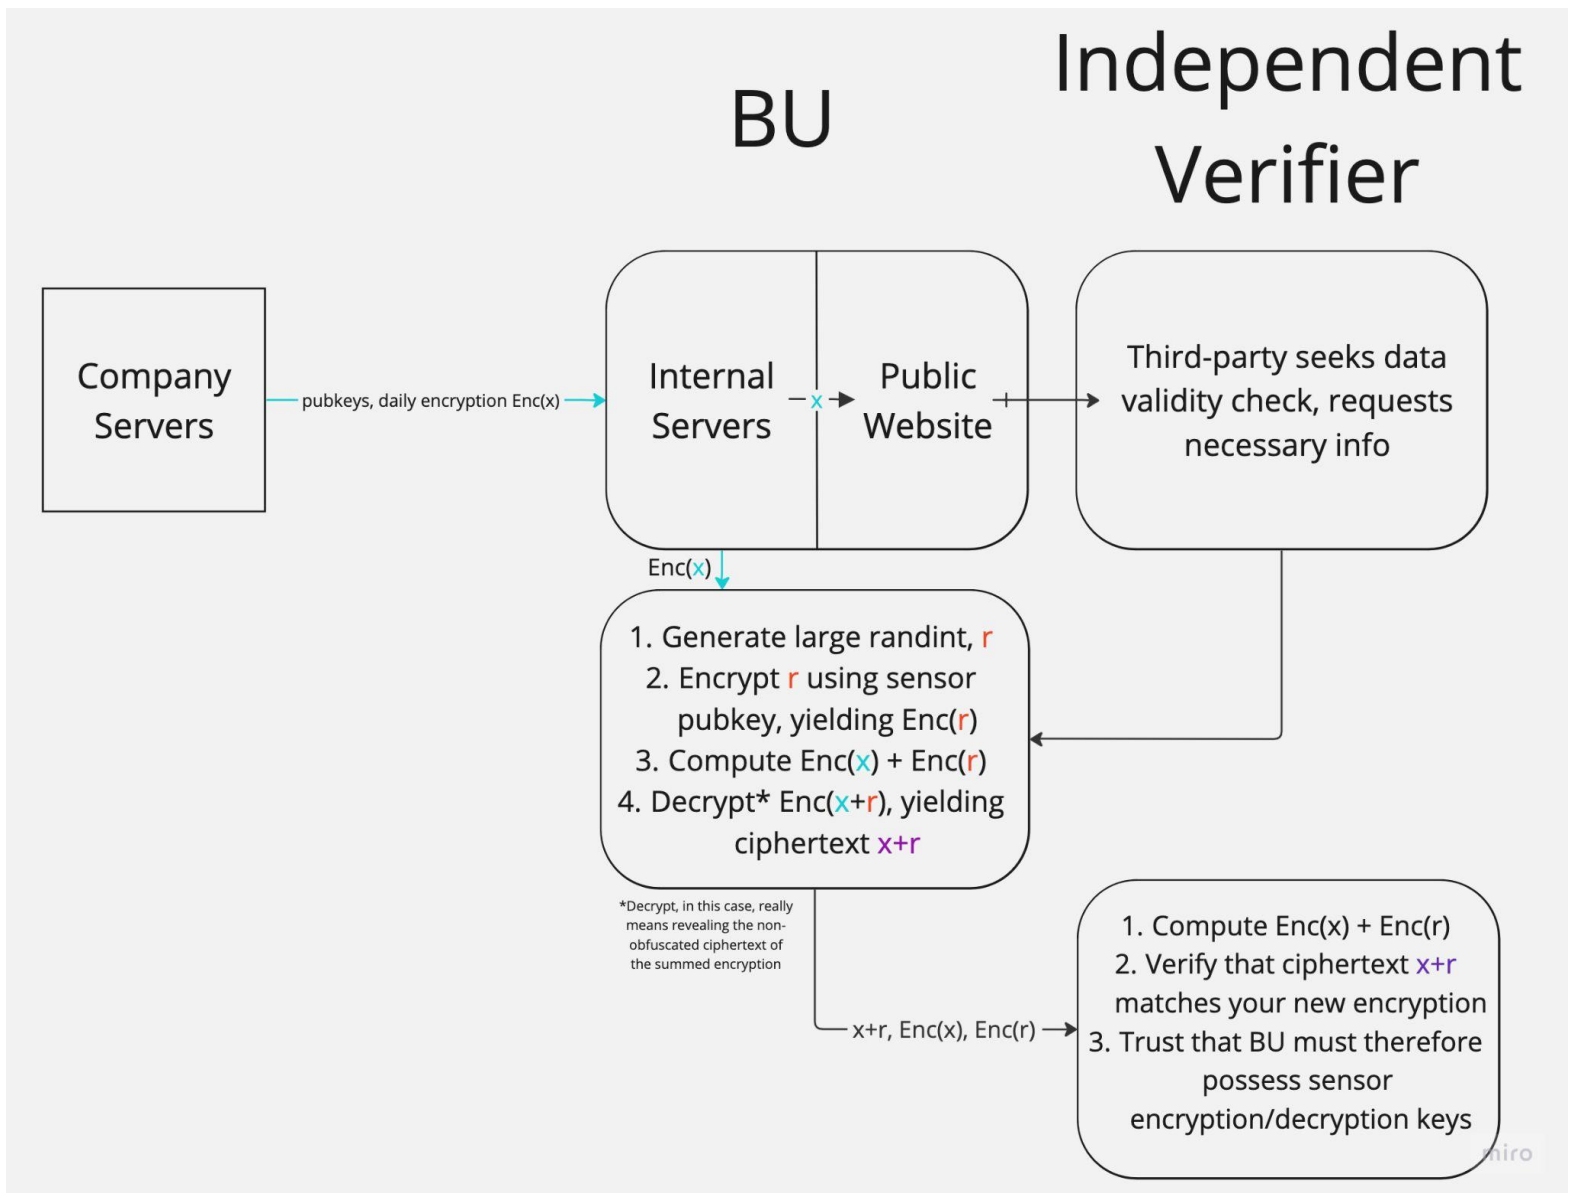 BU
Independent
Verifier
Company
Servers
pubkeys, daily encryption Enc(x)
Internal
Servers
x
Public
Website
Third-party seeks data
validity check, requests
necessary info
Enc(x)
1. Generate large randint, r
2. Encrypt r using sensor
pubkey, yielding Enc(r)
3. Compute Enc(x) + Enc(r)
4. Decrypt* Enc(x+r), yielding
ciphertext x+r
*Decrypt, in this case, really
means revealing the non-
obfuscated ciphertext of
the summed encryption
x+r, Enc(x), Enc(r)
1. Compute Enc(x) + Enc(r)
2. Verify that ciphertext x+r
matches your new encryption
3. Trust that BU must therefore
possess sensor
encryption/decryption keys
miro